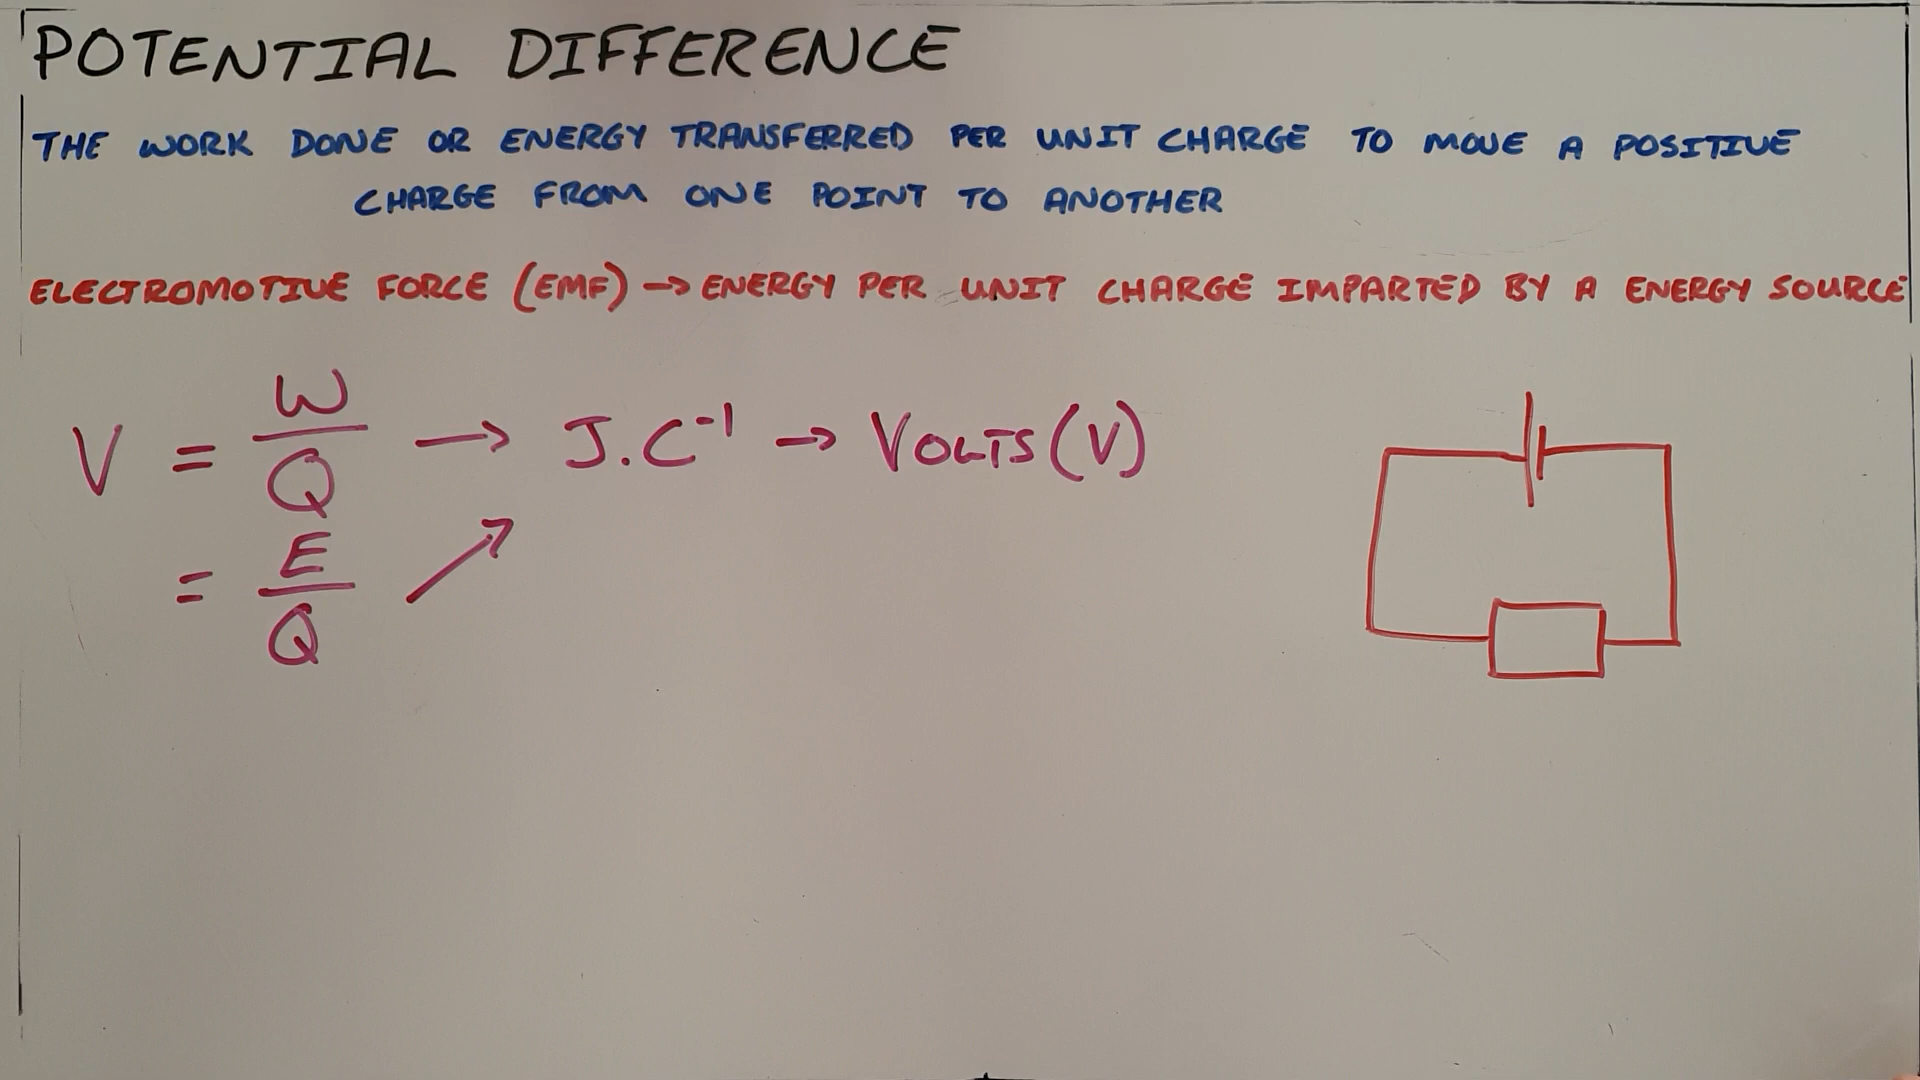 POTENTIAL DIFFERENCE
THE WORK DONE OR ENERGY TRANSFERRED PER UNIT CHARGE TO MOVE A POSITIVE
CHARGE FROM ONE POINT TO ANOTHER
ELECTROMOTIVE FORCE (EMF) → ENERGY PER UNIT CHARGE IMPARTED BY A ENERGY SOURCE
V = W/Q → J.C⁻¹ → VOLTS (V)
= E/Q ↗